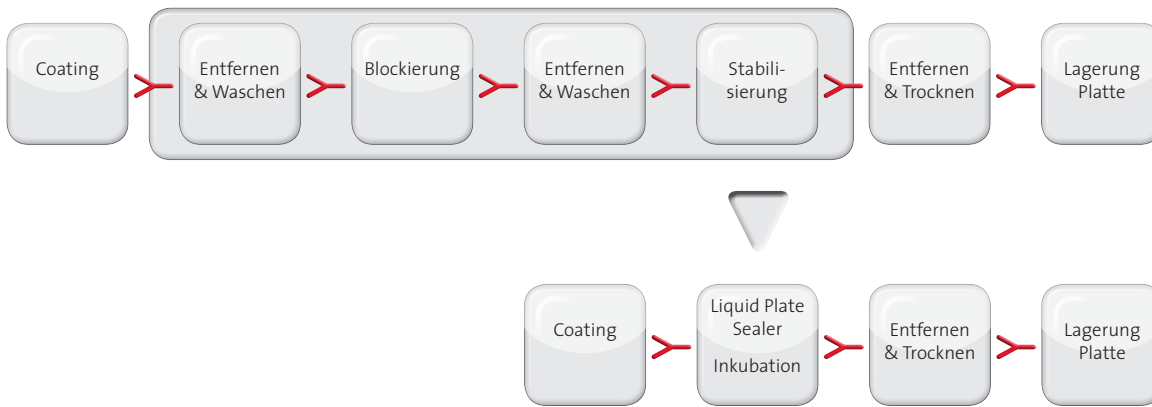 Coating
Entfernen
& Waschen
Blockierung
Entfernen
& Waschen
Stabili-
sierung
Entfernen
& Trocknen
Lagerung
Platte
Coating
Liquid Plate
Sealer
Inkubation
Entfernen
& Trocknen
Lagerung
Platte